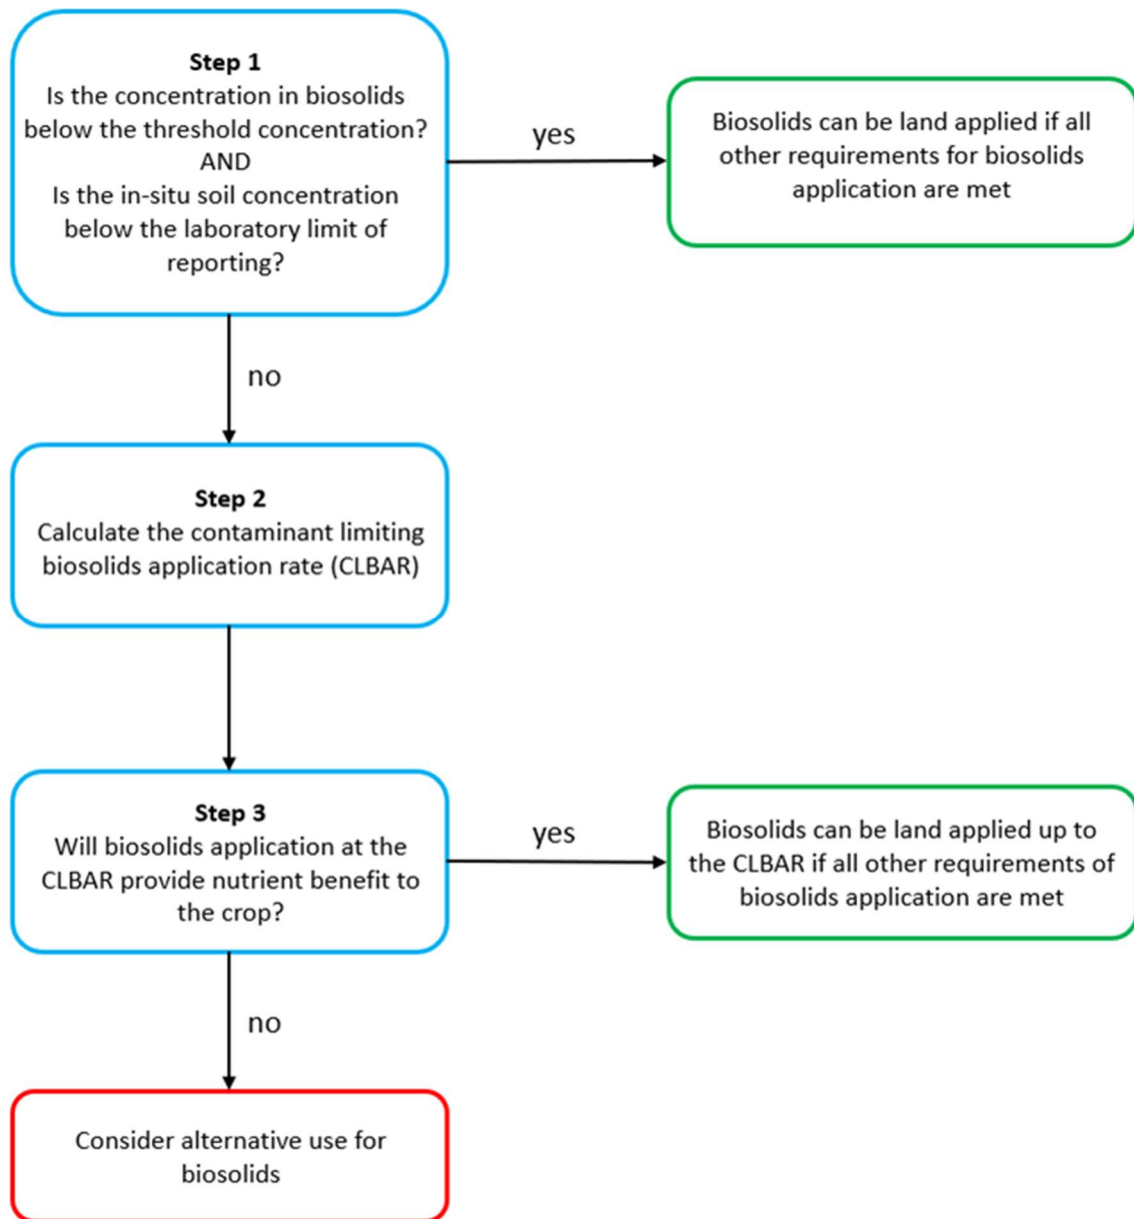 Step 1
Is the concentration in biosolids
below the threshold concentration?
AND
Is the in-situ soil concentration
below the laboratory limit of
reporting?
yes
Biosolids can be land applied if all
other requirements for biosolids
application are met
no
Step 2
Calculate the contaminant limiting
biosolids application rate (CLBAR)
Step 3
Will biosolids application at the
CLBAR provide nutrient benefit to
the crop?
yes
Biosolids can be land applied up to
the CLBAR if all other requirements of
biosolids application are met
no
Consider alternative use for
biosolids